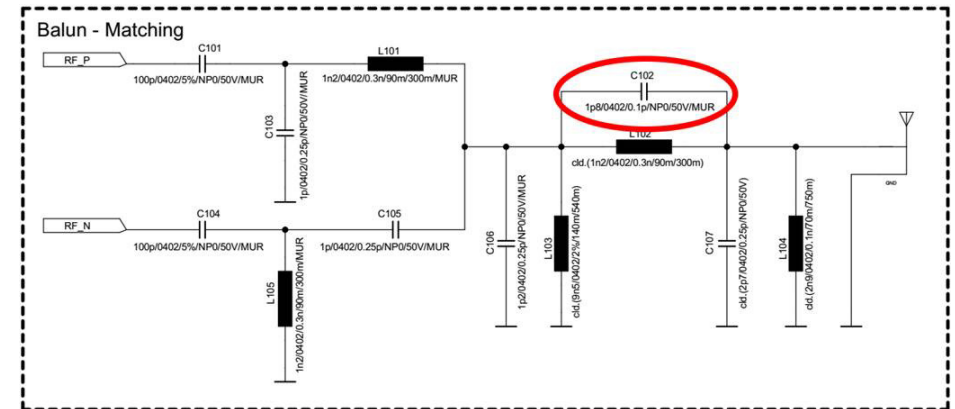 Balun - Matching
RF_P
C101
100p/0402/5%/NP0/50V/MUR
L101
1n2/0402/0.3n/90m/300m/MUR
C103
1p/0402/0.25p/NP0/50V/MUR
C102
1p8/0402/0.1p/NP0/50V/MUR
L102
cld.(1n2/0402/0.3n/90m/300m)
GND
RF_N
C104
100p/0402/5%/NP0/50V/MUR
C105
1p/0402/0.25p/NP0/50V/MUR
L105
1n2/0402/0.3n/90m/300m/MUR
C106
1p2/0402/0.25p/NP0/50V/MUR
L103
cld.(9n5/0402/2%/140m/540m)
C107
cld.(2p7/0402/0.25p/NP0/50V)
L104
cld.(2n9/0402/0.1n/70m/750m)